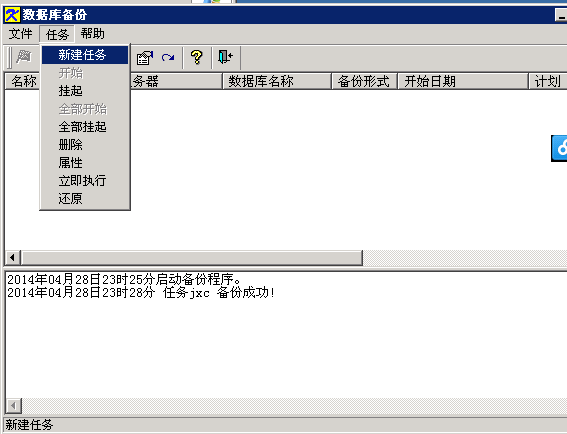 数据库备份
文件 任务 帮助
新建任务
开始
挂起
全部开始
全部挂起
删除
属性
立即执行
还原
名称 务器 数据库名称 备份形式 开始日期 计划
2014年04月28日23时25分启动备份程序。
2014年04月28日23时28分 任务jxc 备份成功!
新建任务